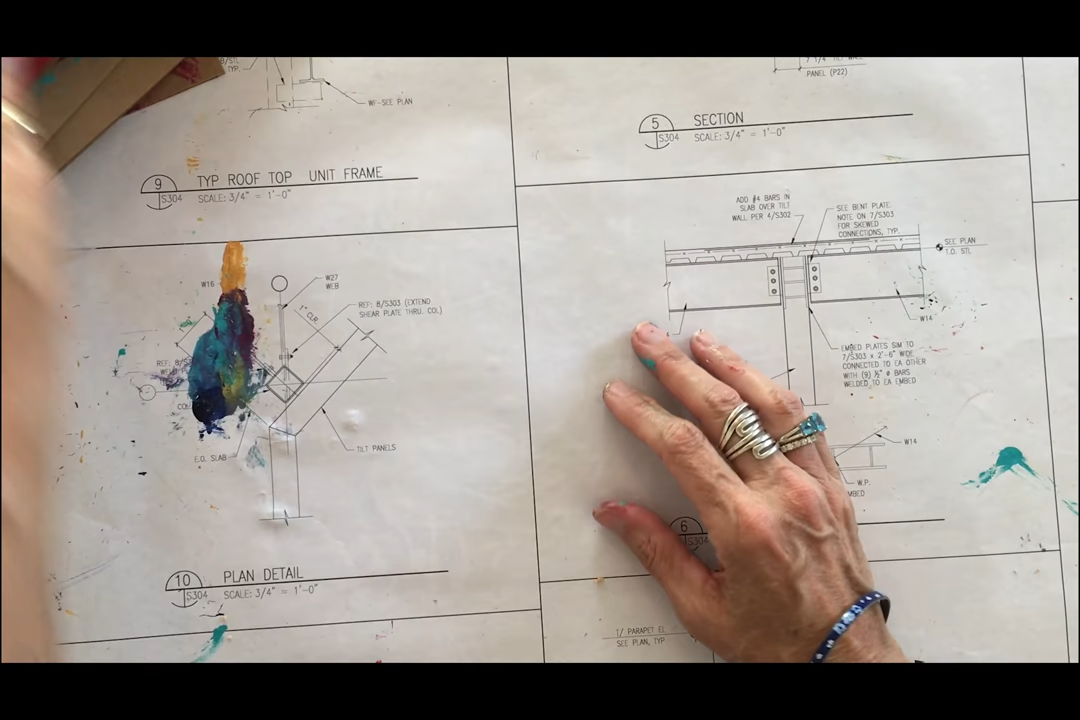 TYP.
WF-SEE PLAN
9
S304
TYP ROOF TOP UNIT FRAME
SCALE: 3/4" = 1'-0"
PANEL (P22)
5
S304
SECTION
SCALE: 3/4" = 1'-0"
W16
W27
WEB
1" CLR.
REF: 8/S303 (EXTEND
SHEAR PLATE THRU. COL)
REF: 8/S
E.O. SLAB
TILT PANELS
10
S304
PLAN DETAIL
SCALE: 3/4" = 1'-0"
ADD #4 BARS IN
SLAB OVER TILT
WALL PER 4/S302
SEE BENT PLATE
NOTE ON 7/S303
FOR SKEWED
CONNECTIONS, TYP.
SEE PLAN
T.O. STL
W14
EMBED PLATES SIM TO
7/S303 x 2'-6" WIDE
CONNECTED TO EA OTHER
WITH (9) ½" ø BARS
WELDED TO EA EMBED
W14
W.P.
6
S304
T/ PARAPET EL
SEE PLAN, TYP